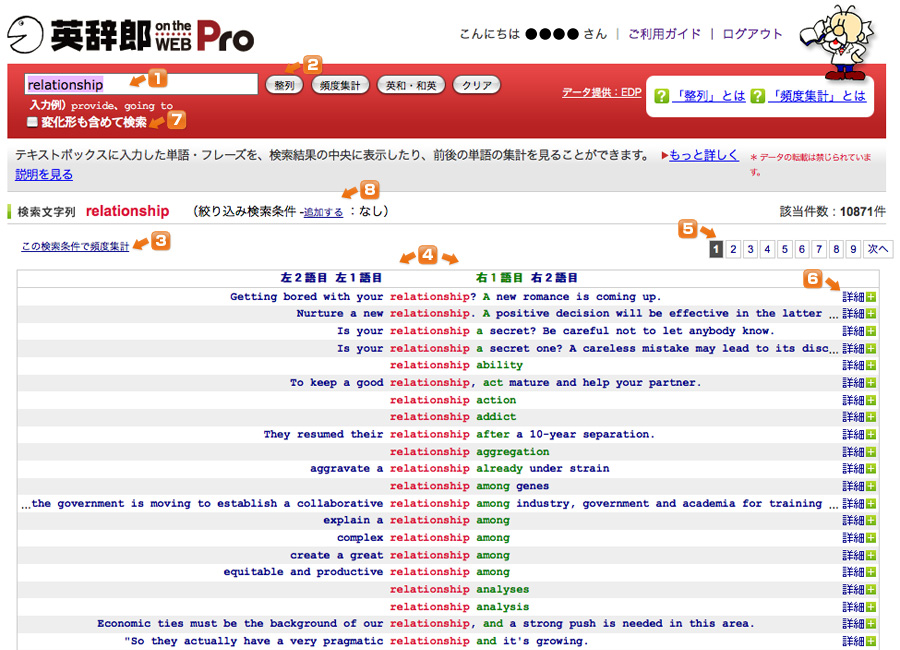 英辞郎 on the WEB Pro
こんにちは ●●●● さん | ご利用ガイド | ログアウト
relationship 1
2
整列 頻度集計 英和・和英 クリア
データ提供：EDP
? 「整列」とは ? 「頻度集計」とは
入力例）provide、going to
変化形も含めて検索 7
テキストボックスに入力した単語・フレーズを、検索結果の中央に表示したり、前後の単語の集計を見ることができます。 もっと詳しく ＊データの転載は禁じられています。
説明を見る
8
検索文字列 relationship （絞り込み検索条件 -追加する ：なし） 該当件数：10871件
この検索条件で頻度集計 3
5
1 2 3 4 5 6 7 8 9 次へ
4
6
左２語目 左１語目 右１語目 右２語目
Getting bored with your relationship? A new romance is coming up. 詳細
Nurture a new relationship. A positive decision will be effective in the latter ... 詳細
Is your relationship a secret? Be careful not to let anybody know. 詳細
Is your relationship a secret one? A careless mistake may lead to its disc... 詳細
relationship ability 詳細
To keep a good relationship, act mature and help your partner. 詳細
relationship action 詳細
relationship addict 詳細
They resumed their relationship after a 10-year separation. 詳細
relationship aggregation 詳細
aggravate a relationship already under strain 詳細
relationship among genes 詳細
...the government is moving to establish a collaborative relationship among industry, government and academia for training ... 詳細
explain a relationship among 詳細
complex relationship among 詳細
create a great relationship among 詳細
equitable and productive relationship among 詳細
relationship analyses 詳細
relationship analysis 詳細
Economic ties must be the background of our relationship, and a strong push is needed in this area. 詳細
"So they actually have a very pragmatic relationship and it's growing. 詳細